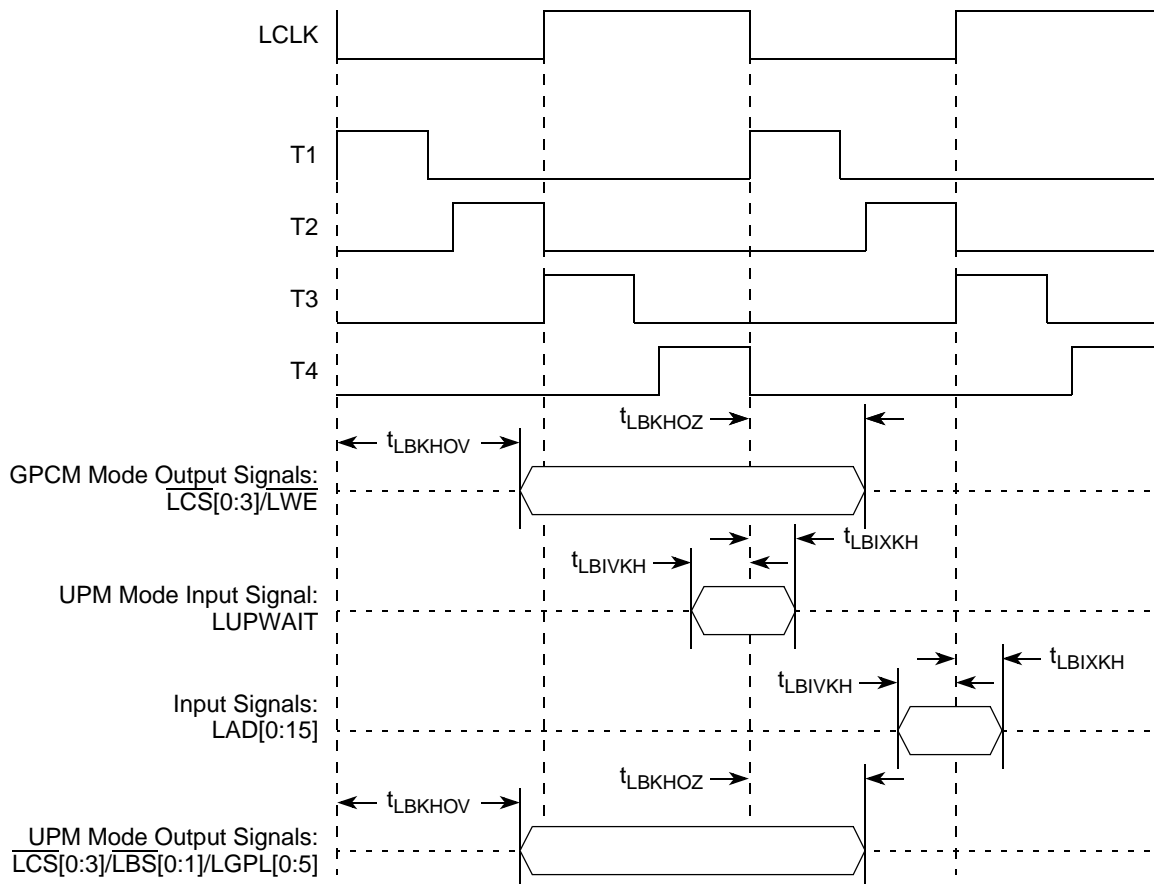 LCLK
T1
T2
T3
T4
tLBKHOZ
tLBKHOV
GPCM Mode Output Signals:
LCS[0:3]/LWE
tLBIXKH
tLBIVKH
UPM Mode Input Signal:
LUPWAIT
tLBIXKH
tLBIVKH
Input Signals:
LAD[0:15]
tLBKHOZ
tLBKHOV
UPM Mode Output Signals:
LCS[0:3]/LBS[0:1]/LGPL[0:5]